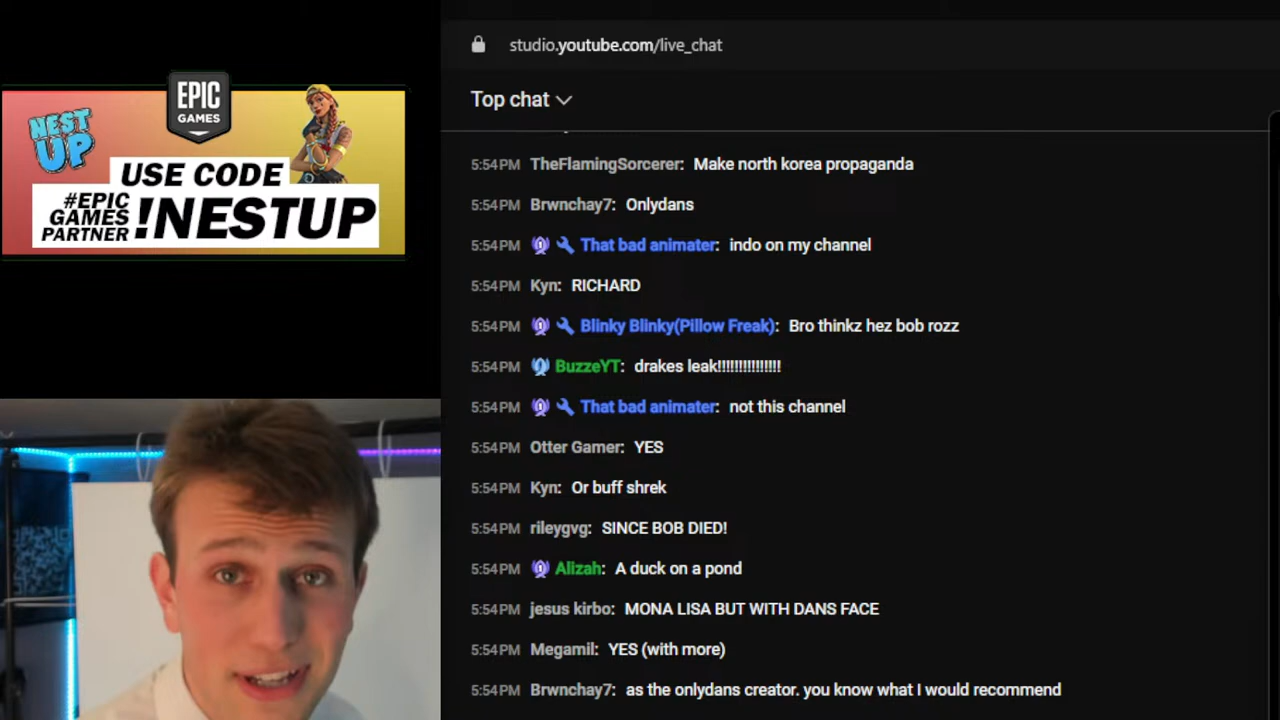 NEST
UP
EPIC
GAMES
USE CODE
#EPIC
GAMES
PARTNER
!NESTUP
studio.youtube.com/live_chat
Top chat
5:54PM TheFlamingSorcerer: Make north korea propaganda
5:54PM Brwnchay7: Onlydans
5:54PM That bad animater: indo on my channel
5:54PM Kyn: RICHARD
5:54PM Blinky Blinky(Pillow Freak): Bro thinkz hez bob rozz
5:54PM BuzzeYT: drakes leak!!!!!!!!!!!!!!!
5:54PM That bad animater: not this channel
5:54PM Otter Gamer: YES
5:54PM Kyn: Or buff shrek
5:54PM rileygvg: SINCE BOB DIED!
5:54PM Alizah: A duck on a pond
5:54PM jesus kirbo: MONA LISA BUT WITH DANS FACE
5:54PM Megamil: YES (with more)
5:54PM Brwnchay7: as the onlydans creator. you know what I would recommend